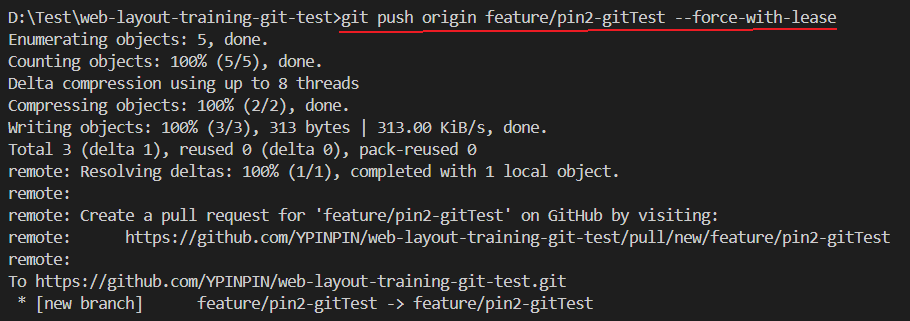 D:\Test\web-layout-training-git-test>git push origin feature/pin2-gitTest --force-with-lease
Enumerating objects: 5, done.
Counting objects: 100% (5/5), done.
Delta compression using up to 8 threads
Compressing objects: 100% (2/2), done.
Writing objects: 100% (3/3), 313 bytes | 313.00 KiB/s, done.
Total 3 (delta 1), reused 0 (delta 0), pack-reused 0
remote: Resolving deltas: 100% (1/1), completed with 1 local object.
remote:
remote: Create a pull request for 'feature/pin2-gitTest' on GitHub by visiting:
remote:      https://github.com/YPINPIN/web-layout-training-git-test/pull/new/feature/pin2-gitTest
remote:
To https://github.com/YPINPIN/web-layout-training-git-test.git
 * [new branch]      feature/pin2-gitTest -> feature/pin2-gitTest